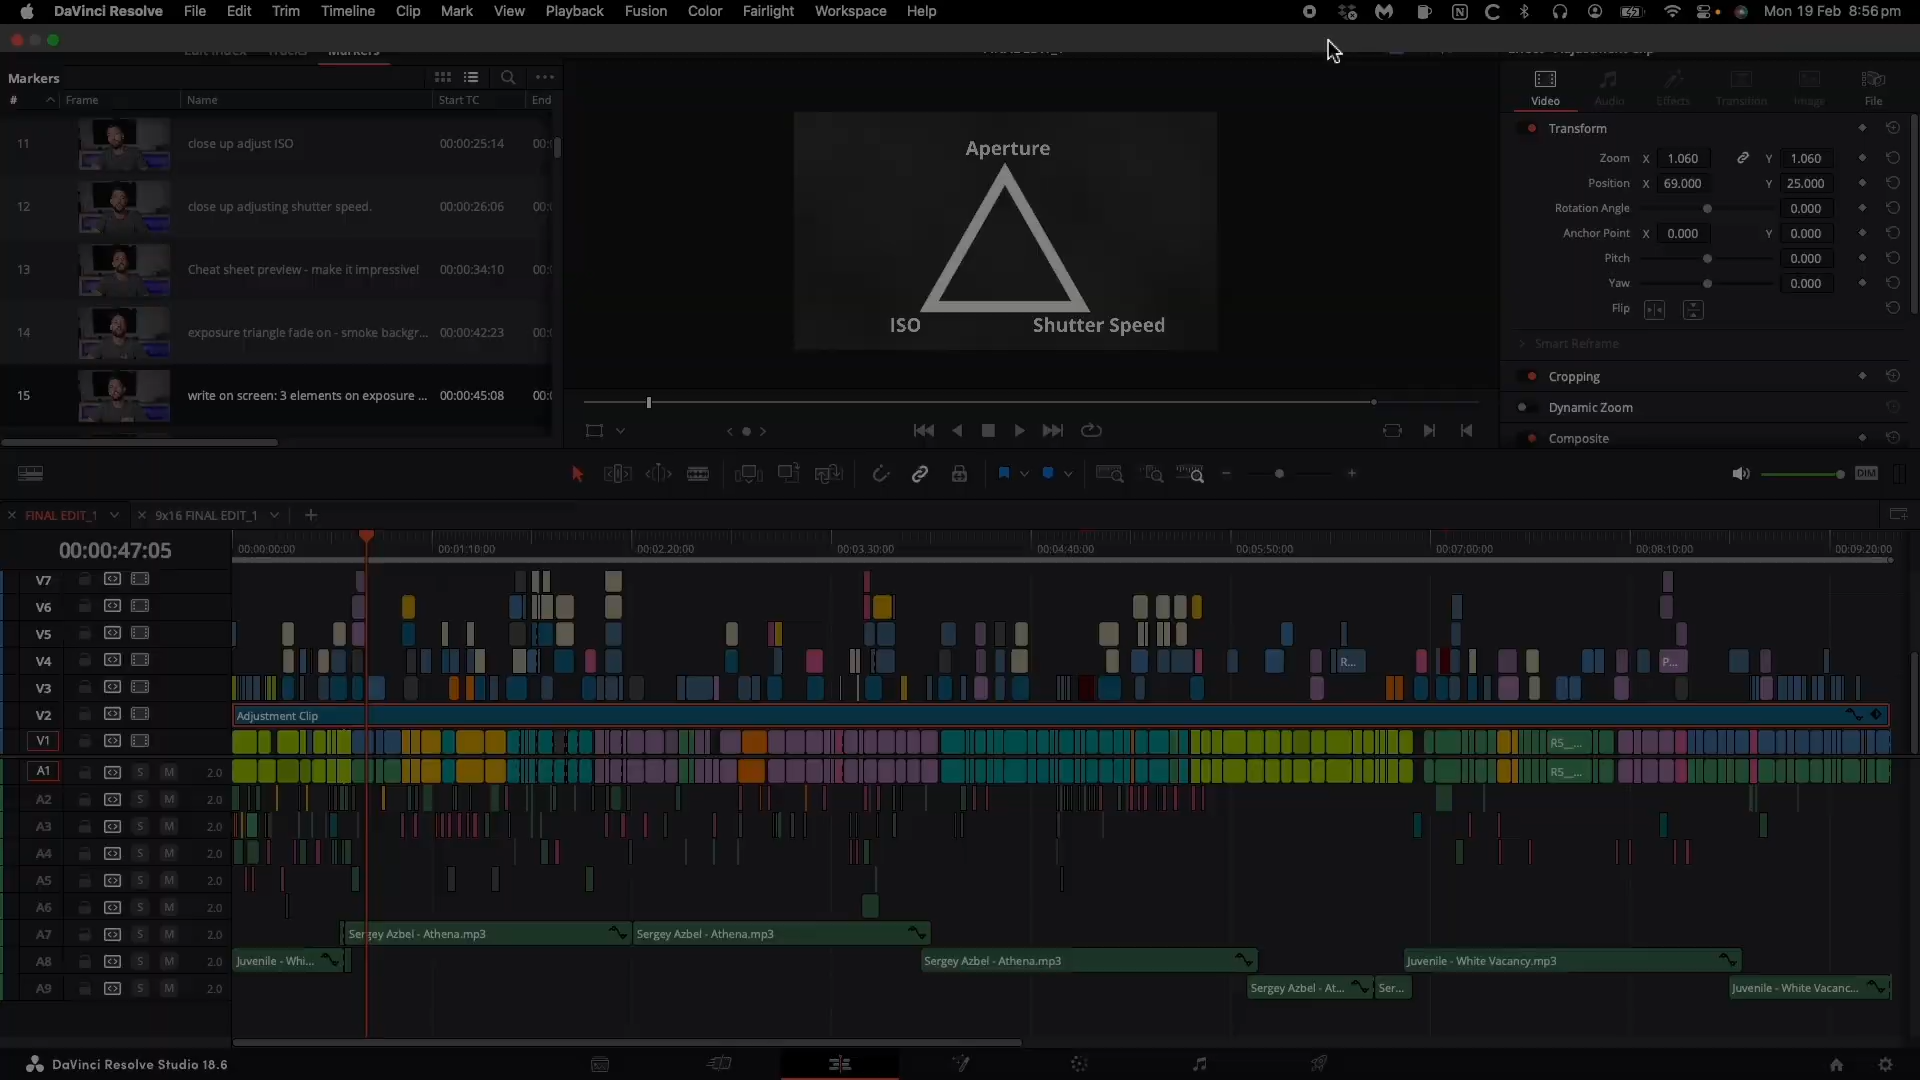 DaVinci Resolve File Edit Trim Timeline Clip Mark View Playback Fusion Color Fairlight Workspace Help Mon 19 Feb 8:56pm
Edit Index Tracks Markers
Markers
# Frame Name Start TC End
11 close up adjust ISO 00:00:25:14 00:
12 close up adjusting shutter speed. 00:00:26:06 00:
13 Cheat sheet preview - make it impressive! 00:00:34:10 00:
14 exposure triangle fade on - smoke backgr... 00:00:42:23 00:
15 write on screen: 3 elements on exposure ... 00:00:45:08 00:
Aperture
ISO Shutter Speed
Video Audio Effects Transition Image File
Transform
Zoom X 1.060 Y 1.060
Position X 69.000 Y 25.000
Rotation Angle 0.000
Anchor Point X 0.000 Y 0.000
Pitch 0.000
Yaw 0.000
Flip
Smart Reframe
Cropping
Dynamic Zoom
Composite
DIM
FINAL EDIT_1 9x16 FINAL EDIT_1
00:00:47:05 00:00:00:00 00:01:10:00 00:02:20:00 00:03:30:00 00:04:40:00 00:05:50:00 00:07:00:00 00:08:10:00 00:09:20:00
V7
V6
V5
V4 R... P...
V3
V2 Adjustment Clip
V1 R5_...
A1 S M 2.0 R5_...
A2 S M 2.0
A3 S M 2.0
A4 S M 2.0
A5 S M 2.0
A6 S M 2.0
A7 S M 2.0 Sergey Azbel - Athena.mp3 Sergey Azbel - Athena.mp3
A8 S M 2.0 Juvenile - Whi... Sergey Azbel - Athena.mp3 Juvenile - White Vacancy.mp3
A9 S M 2.0 Sergey Azbel - At... Ser... Juvenile - White Vacanc...
DaVinci Resolve Studio 18.6